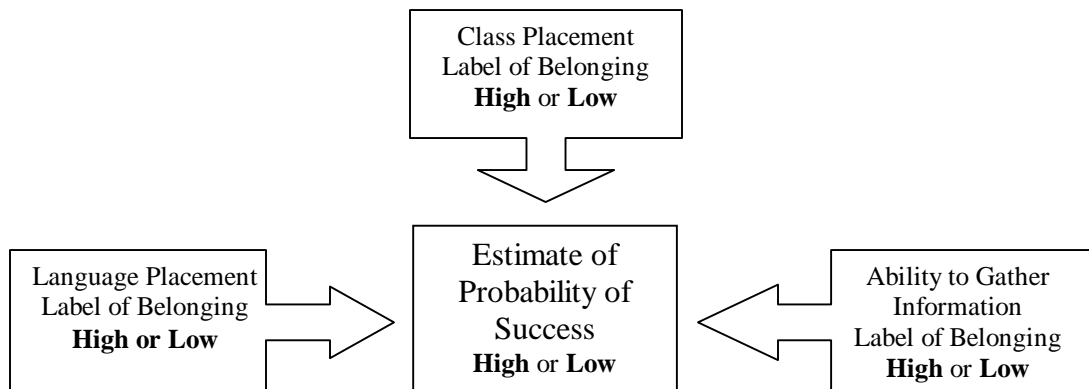 Class Placement
Label of Belonging
High or Low
Language Placement
Label of Belonging
High or Low
Estimate of
Probability of
Success
High or Low
Ability to Gather
Information
Label of Belonging
High or Low